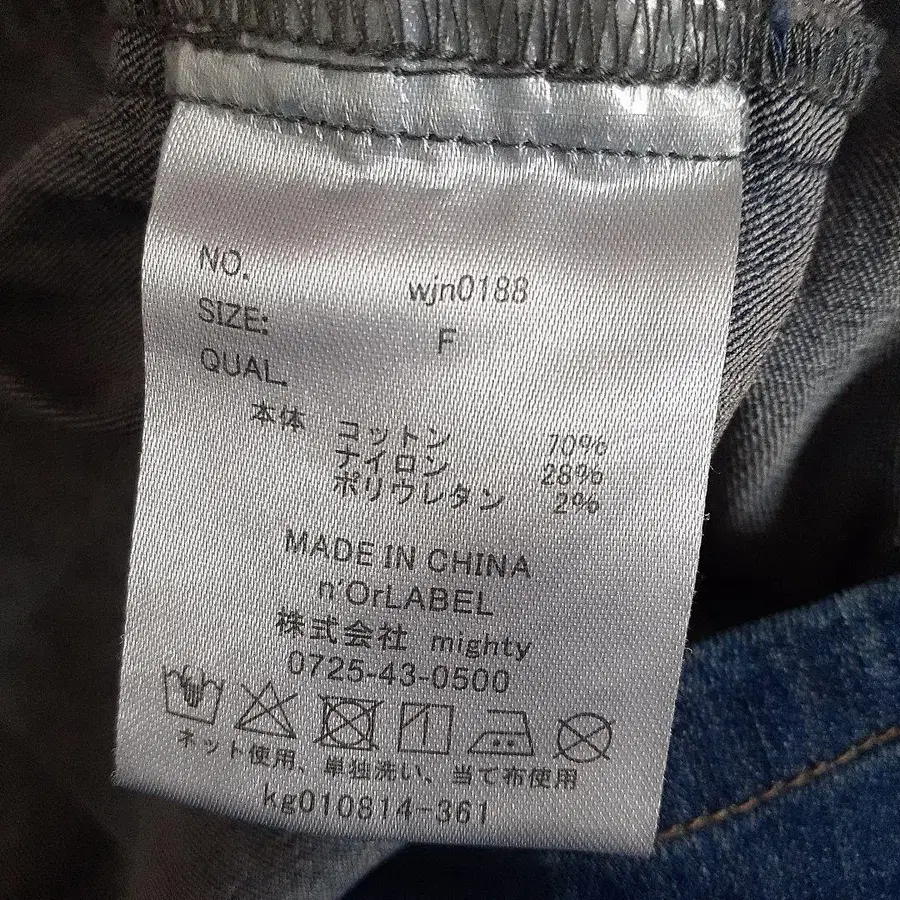 NO. wjn0188
SIZE: F
QUAL.
本体 コットン 70%
ナイロン 28%
ポリウレタン 2%
MADE IN CHINA
n'OrLABEL
株式会社 mighty
0725-43-0500
ネット使用、単独洗い、当て布使用
kg010814-361